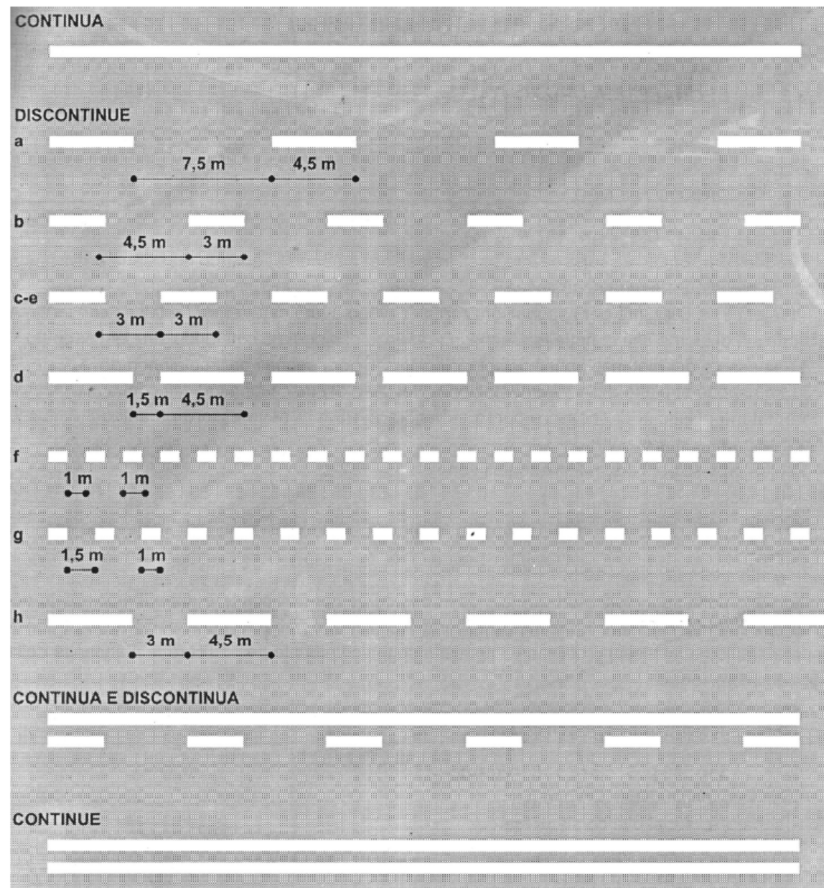 CONTINUA
DISCONTINUE
a
7,5 m 4,5 m
b
4,5 m 3 m
c-e
3 m 3 m
d
1,5 m 4,5 m
f
1 m 1 m
g
1,5 m 1 m
h
3 m 4,5 m
CONTINUA E DISCONTINUA
CONTINUE